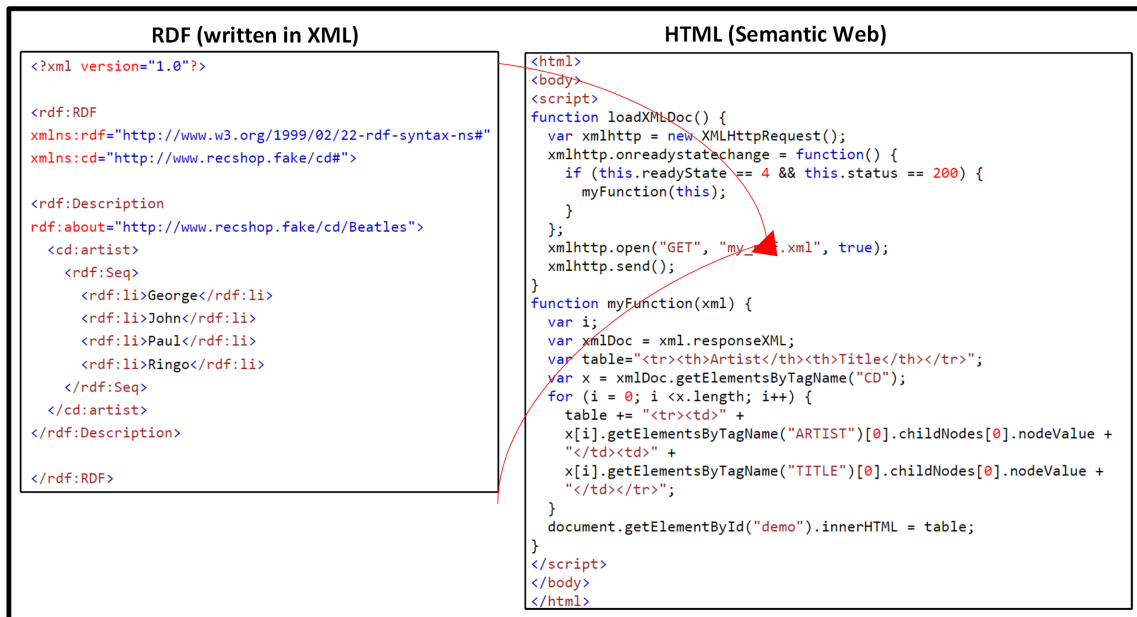 RDF (written in XML)
<?xml version="1.0"?>
<rdf:RDF
xmlns:rdf="http://www.w3.org/1999/02/22-rdf-syntax-ns#"
xmlns:cd="http://www.recshop.fake/cd#">
<rdf:Description
rdf:about="http://www.recshop.fake/cd/Beatles">
<cd:artist>
<rdf:Seq>
<rdf:li>George</rdf:li>
<rdf:li>John</rdf:li>
<rdf:li>Paul</rdf:li>
<rdf:li>Ringo</rdf:li>
</rdf:Seq>
</cd:artist>
</rdf:Description>
</rdf:RDF>
HTML (Semantic Web)
<html>
<body>
<script>
function loadXMLDoc() {
var xmlhttp = new XMLHttpRequest();
xmlhttp.onreadystatechange = function() {
if (this.readyState == 4 && this.status == 200) {
myFunction(this);
}
};
xmlhttp.open("GET", "my_rdf.xml", true);
xmlhttp.send();
}
function myFunction(xml) {
var i;
var xmlDoc = xml.responseXML;
var table="<tr><th>Artist</th><th>Title</th></tr>";
var x = xmlDoc.getElementsByTagName("CD");
for (i = 0; i <x.length; i++) {
table += "<tr><td>" +
x[i].getElementsByTagName("ARTIST")[0].childNodes[0].nodeValue +
"</td><td>" +
x[i].getElementsByTagName("TITLE")[0].childNodes[0].nodeValue +
"</td></tr>";
}
document.getElementById("demo").innerHTML = table;
}
</script>
</body>
</html>